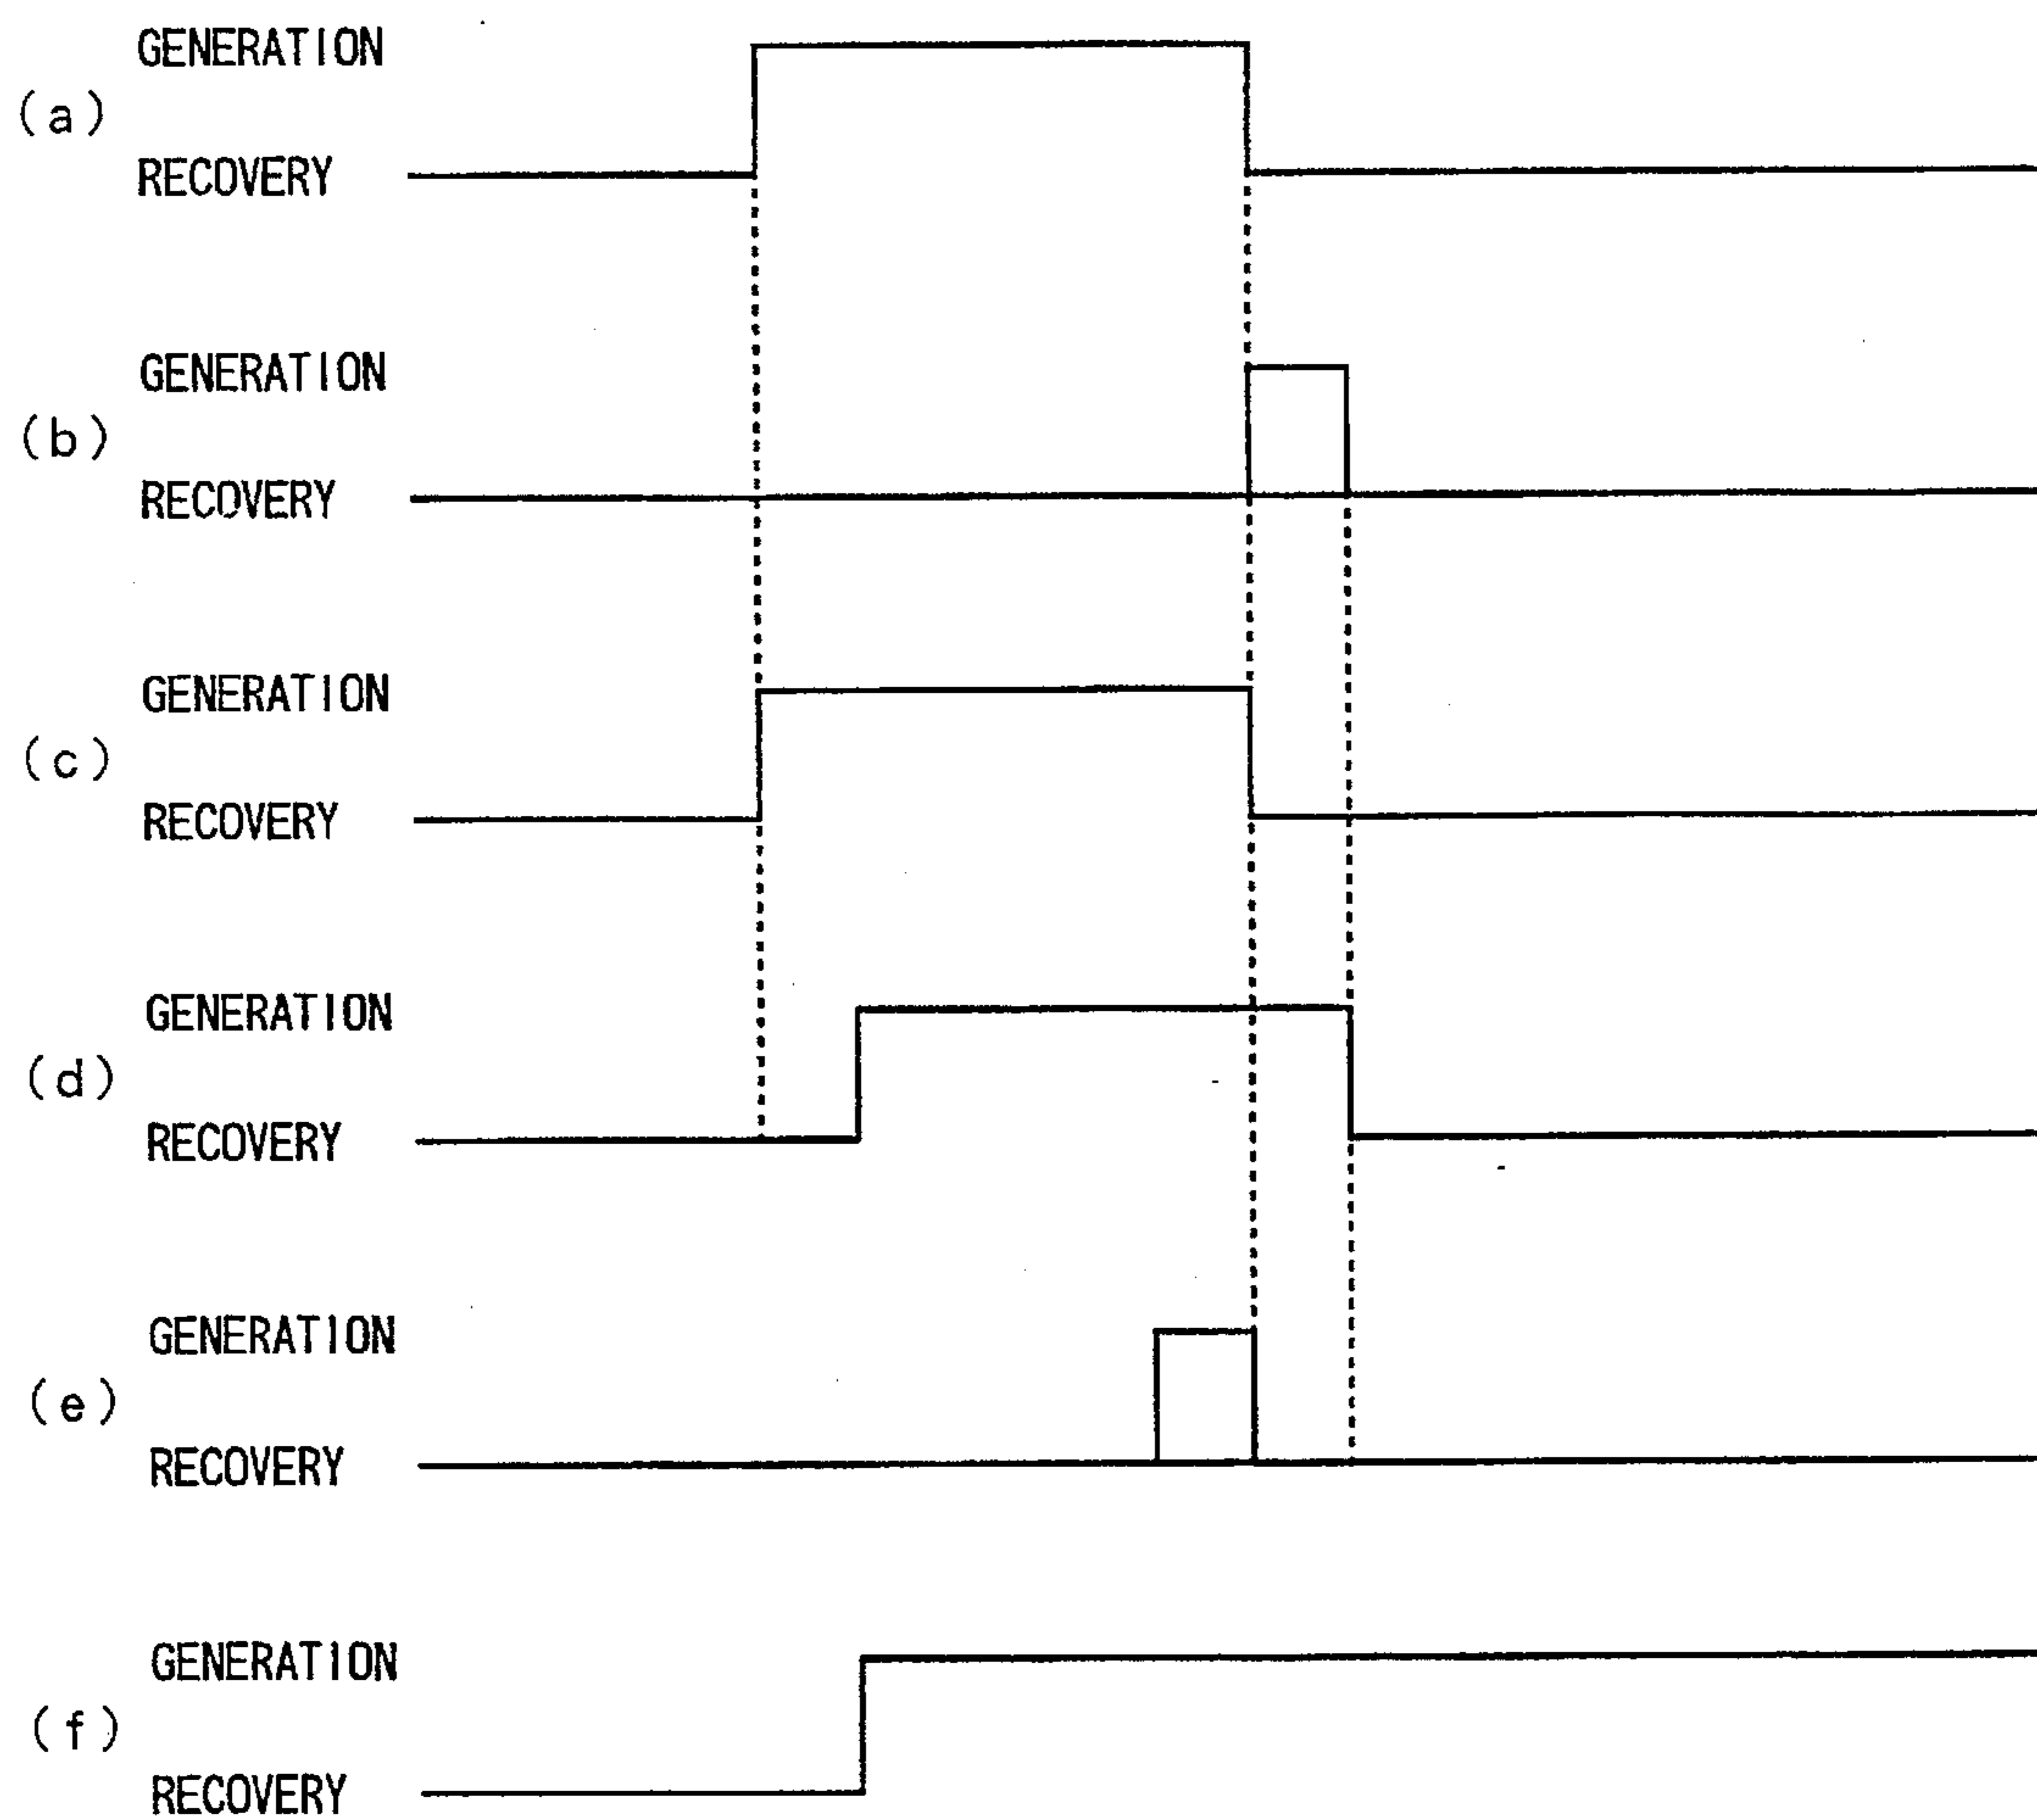 GENERATION
(a)
RECOVERY
GENERATION
(b)
RECOVERY
GENERATION
(c)
RECOVERY
GENERATION
(d)
RECOVERY
GENERATION
(e)
RECOVERY
GENERATION
(f)
RECOVERY